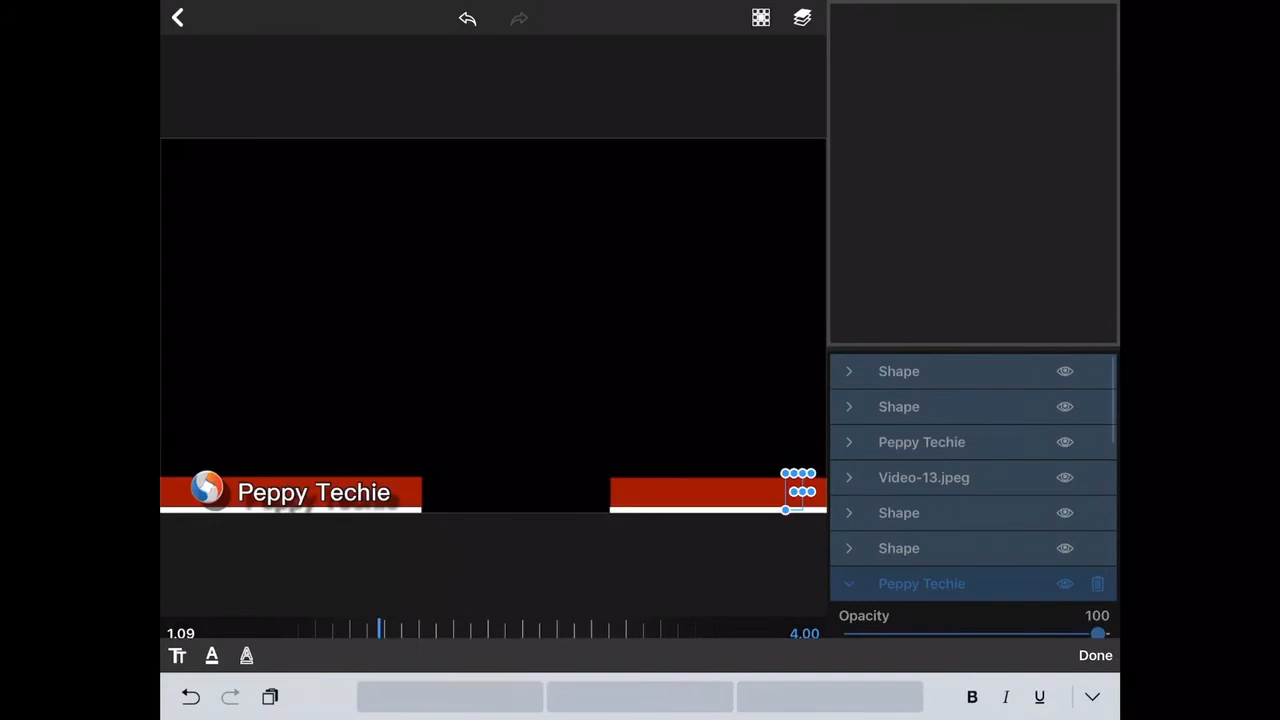 Shape
Shape
Peppy Techie
Video-13.jpeg
Shape
Shape
Peppy Techie
Opacity 100
Peppy Techie
1.09
4.00
TT A A
Done
B I U